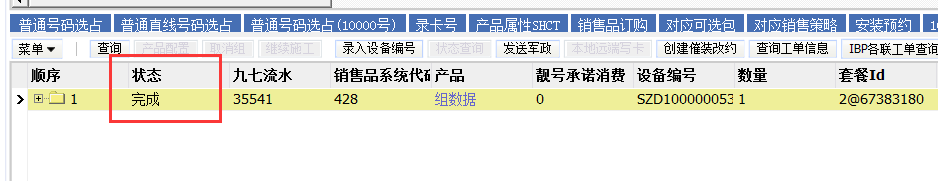 普通号码选占 普通直线号码选占 普通号码选占(10000号) 录卡号 产品属性SHCT 销售品订购 对应可选包 对应销售策略 安装预约
菜单 查询 产品配置 取消组 继续施工 录入设备编号 状态查询 发送军政 本地远端写卡 创建催装改约 查询工单信息 IBP各联工单查询
顺序 状态 九七流水 销售品系统代码 产品 靓号承诺消费 设备编号 数量 套餐Id
1 完成 35541 428 组数据 0 SZD100000053 1 2@67383180